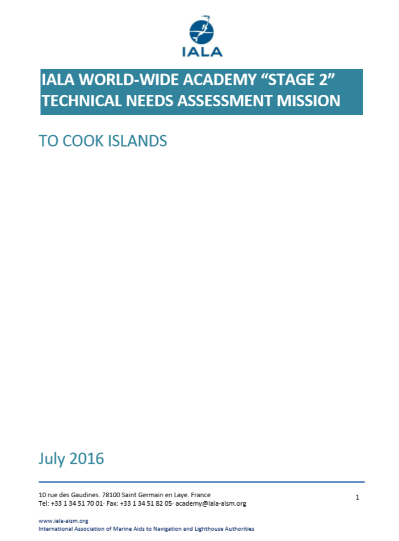 IALA
IALA WORLD-WIDE ACADEMY “STAGE 2”
TECHNICAL NEEDS ASSESSMENT MISSION
TO COOK ISLANDS
July 2016
10 rue des Gaudines. 78100 Saint Germain en Laye. France
Tel: +33 1 34 51 70 01· Fax: +33 1 34 51 82 05· academy@iala-aism.org
1
www.iala-aism.org
International Association of Marine Aids to Navigation and Lighthouse Authorities